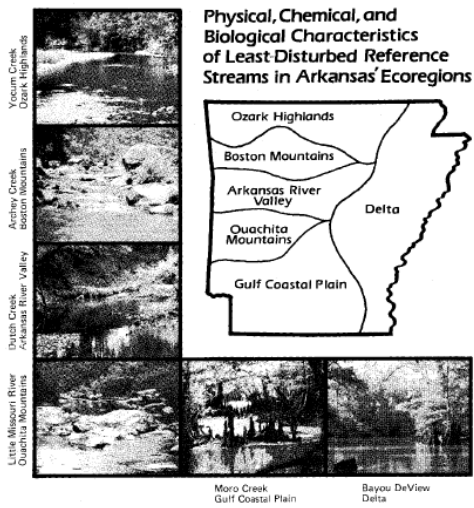 Physical, Chemical, and
Biological Characteristics
of Least-Disturbed Reference
Streams in Arkansas' Ecoregions
Yocum Creek
Ozark Highlands
Archey Creek
Boston Mountains
Dutch Creek
Arkansas River Valley
Little Missouri River
Ouachita Mountains
Ozark Highlands
Boston Mountains
Arkansas River
Valley
Delta
Ouachita
Mountains
Gulf Coastal Plain
Moro Creek
Gulf Coastal Plain
Bayou DeView
Delta